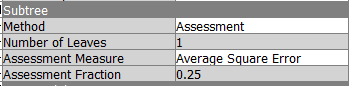 Subtree
Method Assessment
Number of Leaves 1
Assessment Measure Average Square Error
Assessment Fraction 0.25